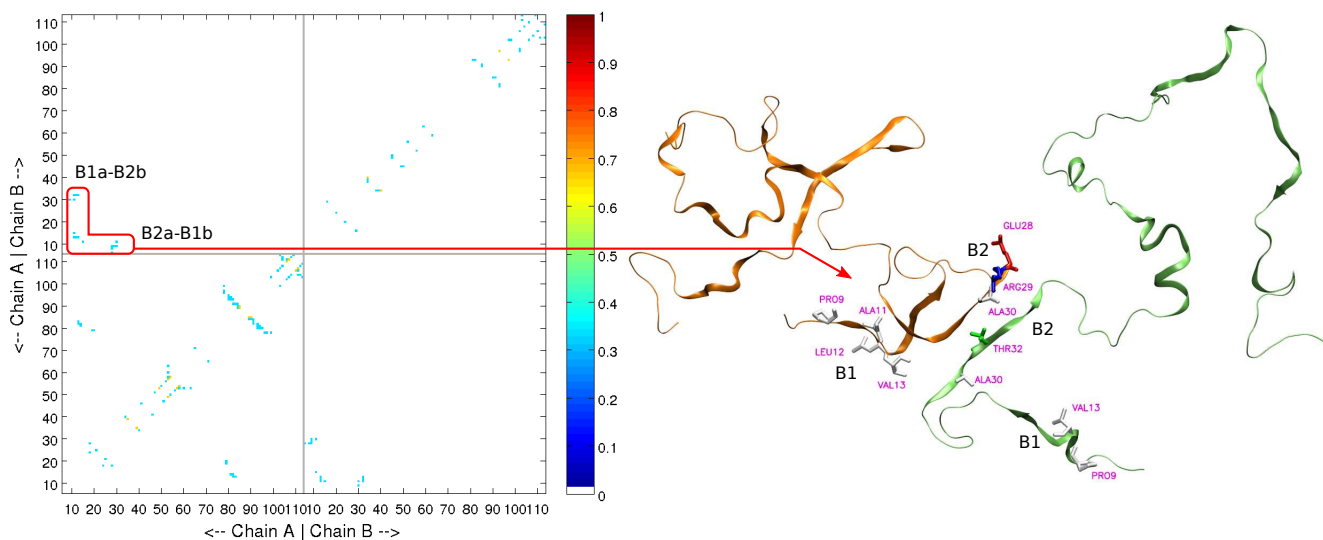 110
100
90
80
70
60
50
40
30
20
10
110
100
90
80
70
60
50
40
30
20
10
<-- Chain A | Chain B -->
B1a-B2b
B2a-B1b
10 20 30 40 50 60 70 80 90 100 110 10 20 30 40 50 60 70 80 90 100 110
<-- Chain A | Chain B -->
1
0.9
0.8
0.7
0.6
0.5
0.4
0.3
0.2
0.1
0
GLU28
B2
ARG29
ALA30
PRO9
ALA11
B2
THR32
LEU12
B1
VAL13
ALA30
VAL13
B1
PRO9